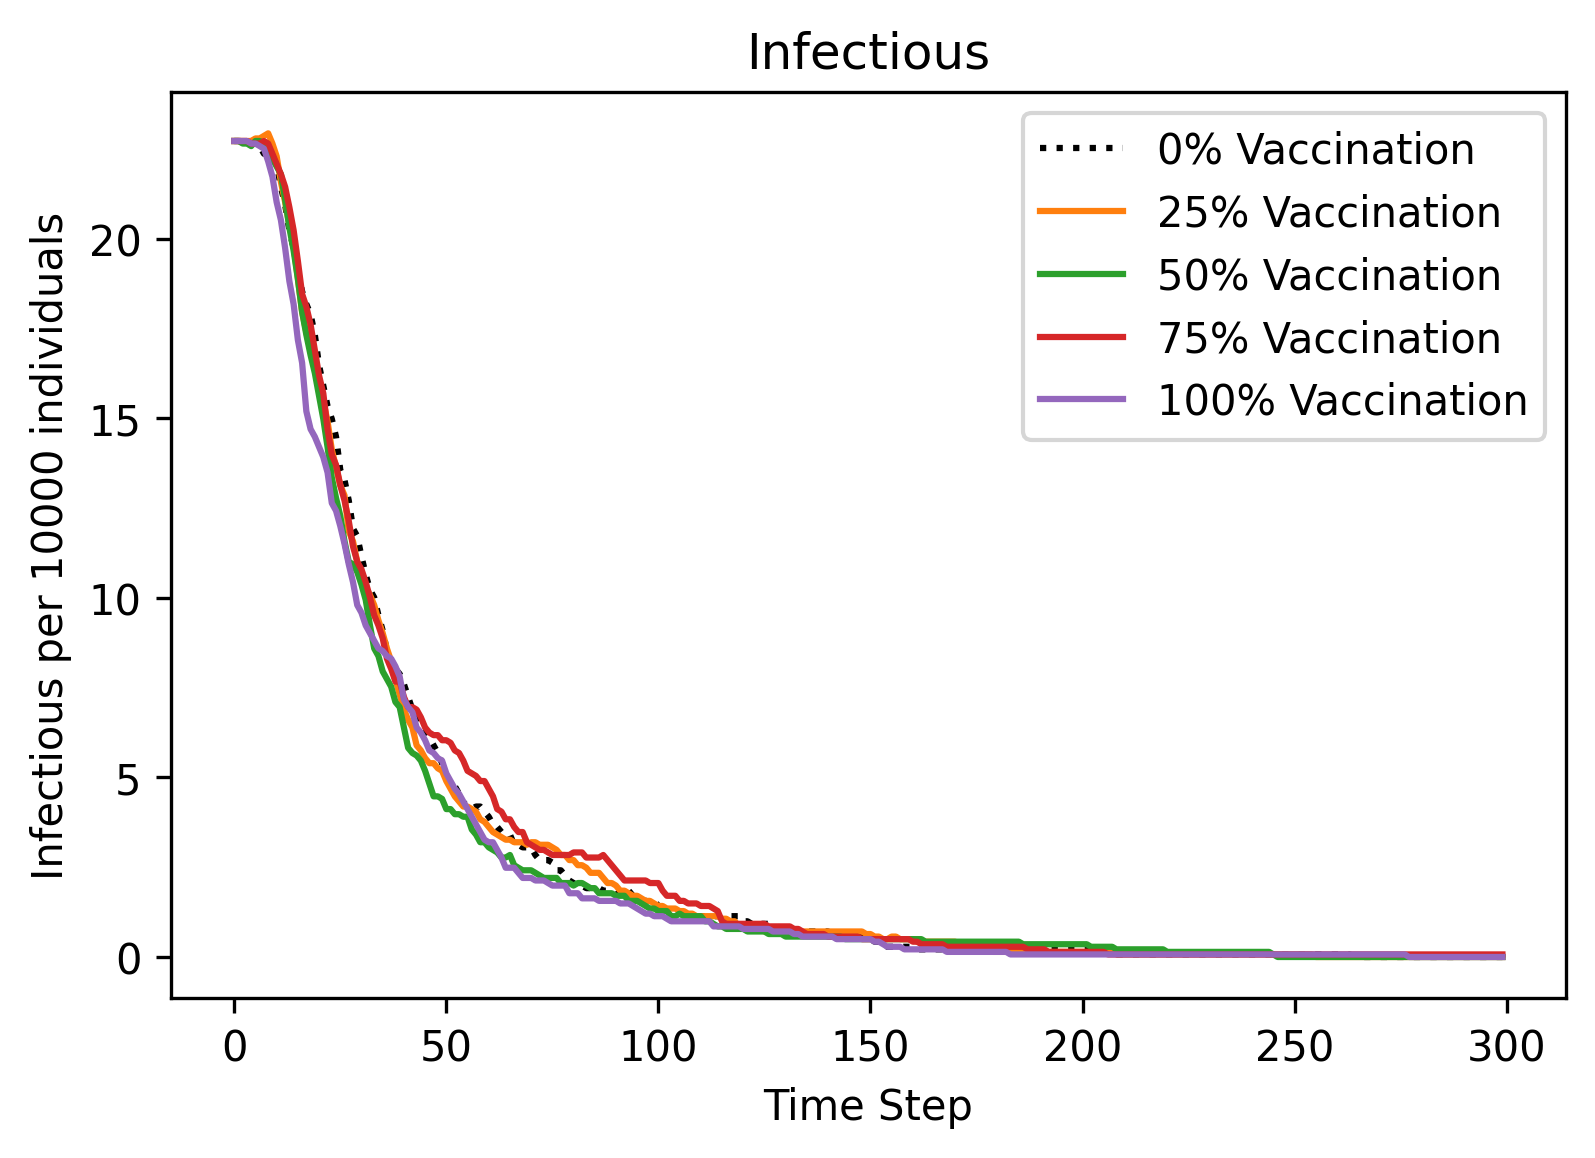 Infectious
Infectious per 10000 individuals
20
15
10
5
0
0% Vaccination
25% Vaccination
50% Vaccination
75% Vaccination
100% Vaccination
0 50 100 150 200 250 300
Time Step